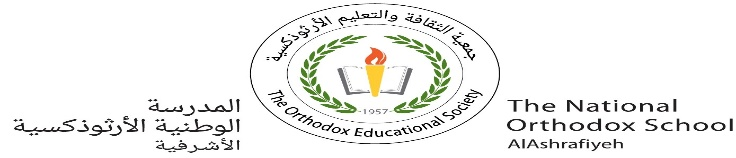 المدرسة
الوطنية الأرثوذكسية
الأشرفية
جمعية الثقافة والتعليم الأرثوذكسية
-1957-
The Orthodox Educational Society
The National
Orthodox School
AlAshrafiyeh